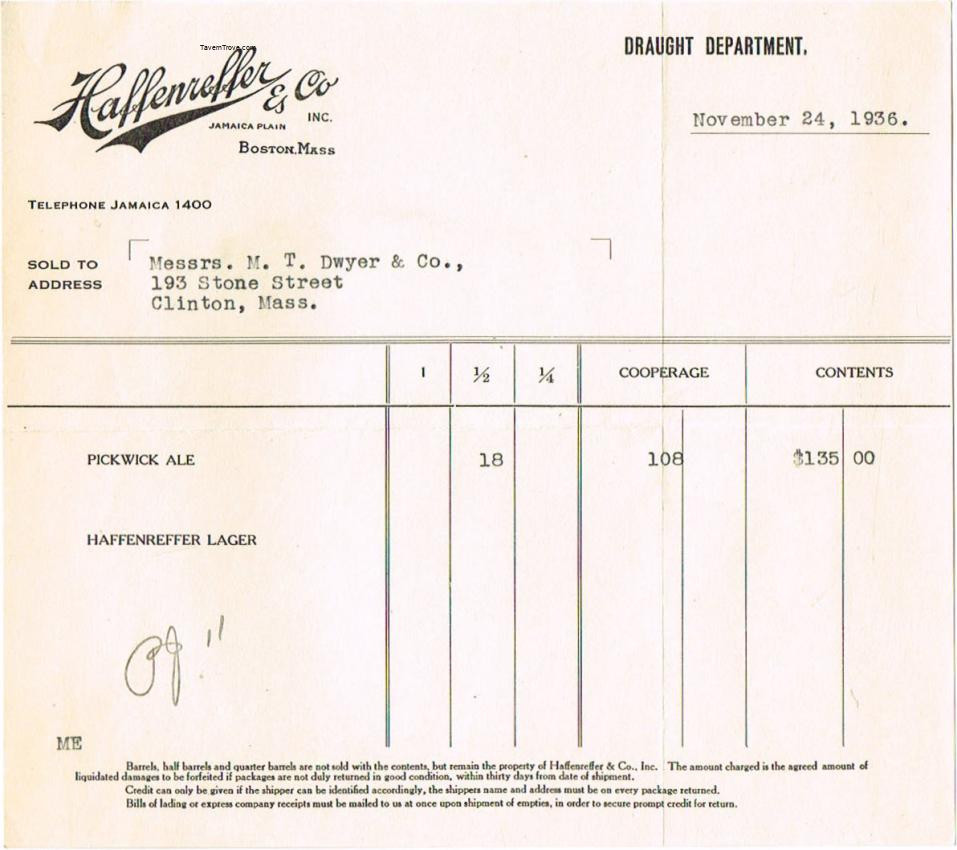 TavernTrove.com
DRAUGHT DEPARTMENT.
Haffenreffer & Co
INC.
JAMAICA PLAIN
BOSTON, MASS
November 24, 1936.
TELEPHONE JAMAICA 1400
SOLD TO Messrs. M. T. Dwyer & Co.,
ADDRESS 193 Stone Street
Clinton, Mass.
1 ½ ¼ COOPERAGE CONTENTS
PICKWICK ALE 18 108 $135 00
HAFFENREFFER LAGER
ME
Barrels, half barrels and quarter barrels are not sold with the contents, but remain the property of Haffenreffer & Co., Inc. The amount charged is the agreed amount of
liquidated damages to be forfeited if packages are not duly returned in good condition, within thirty days from date of shipment.
Credit can only be given if the shipper can be identified accordingly, the shippers name and address must be on every package returned.
Bills of lading or express company receipts must be mailed to us at once upon shipment of empties, in order to secure prompt credit for return.